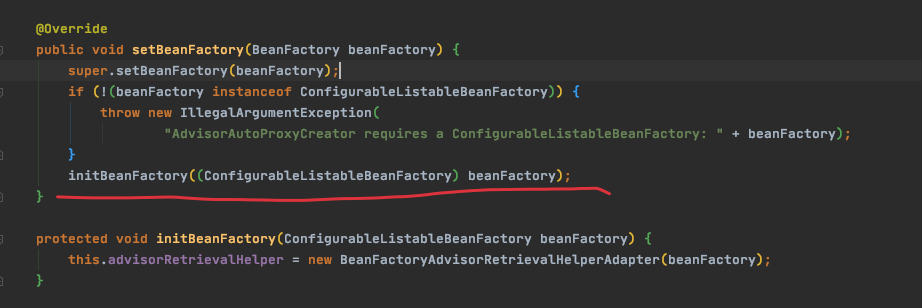 @Override
public void setBeanFactory(BeanFactory beanFactory) {
super.setBeanFactory(beanFactory);
if (!(beanFactory instanceof ConfigurableListableBeanFactory)) {
throw new IllegalArgumentException(
"AdvisorAutoProxyCreator requires a ConfigurableListableBeanFactory: " + beanFactory);
}
initBeanFactory((ConfigurableListableBeanFactory) beanFactory);
}
protected void initBeanFactory(ConfigurableListableBeanFactory beanFactory) {
this.advisorRetrievalHelper = new BeanFactoryAdvisorRetrievalHelperAdapter(beanFactory);
}